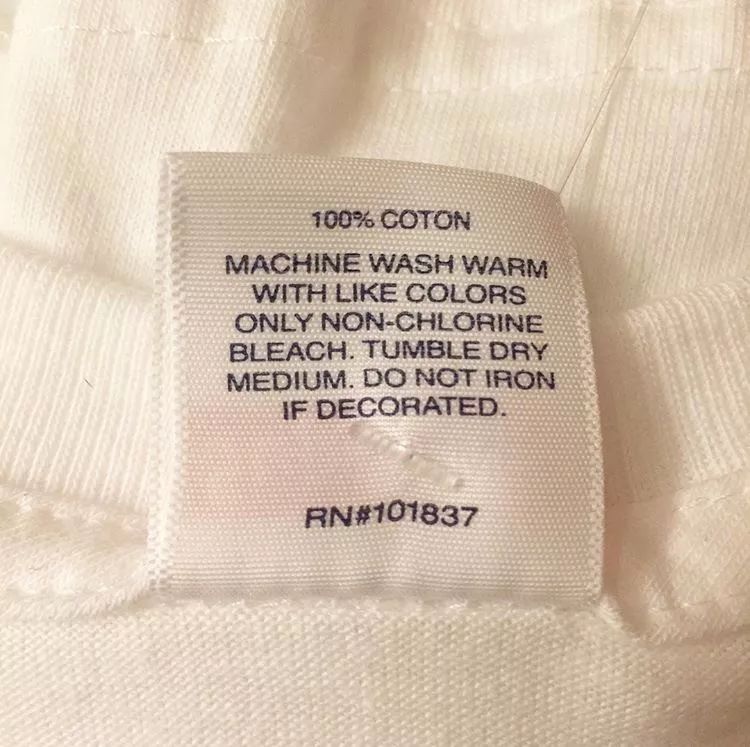 100% COTON
MACHINE WASH WARM
WITH LIKE COLORS
ONLY NON-CHLORINE
BLEACH. TUMBLE DRY
MEDIUM. DO NOT IRON
IF DECORATED.
RN#101837